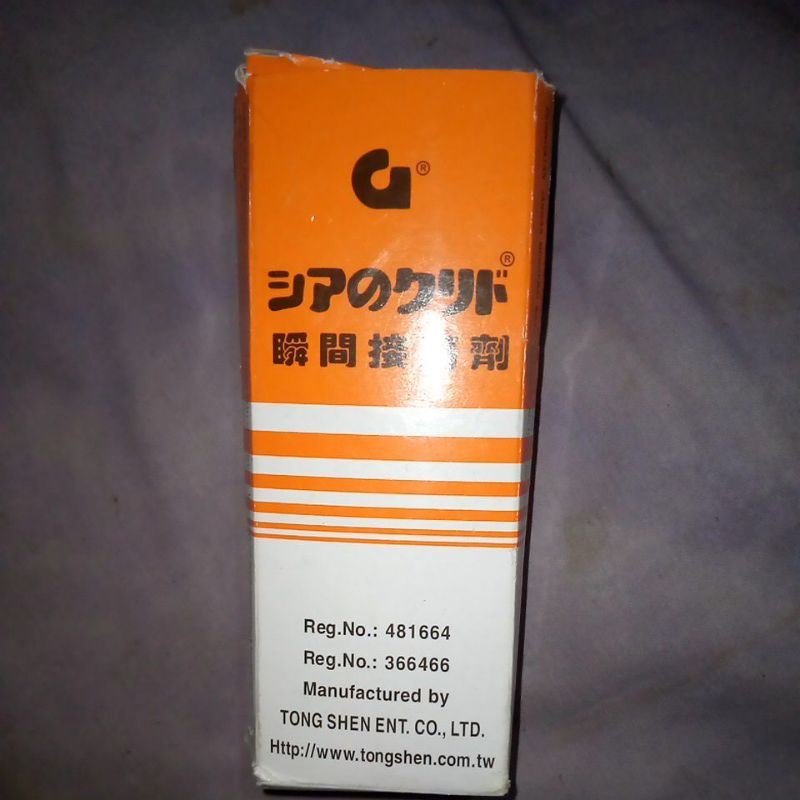 ®
シアのクリド®
瞬間接 劑
Reg.No.: 481664
Reg.No.: 366466
Manufactured by
TONG SHEN ENT. CO., LTD.
Http://www.tongshen.com.tw